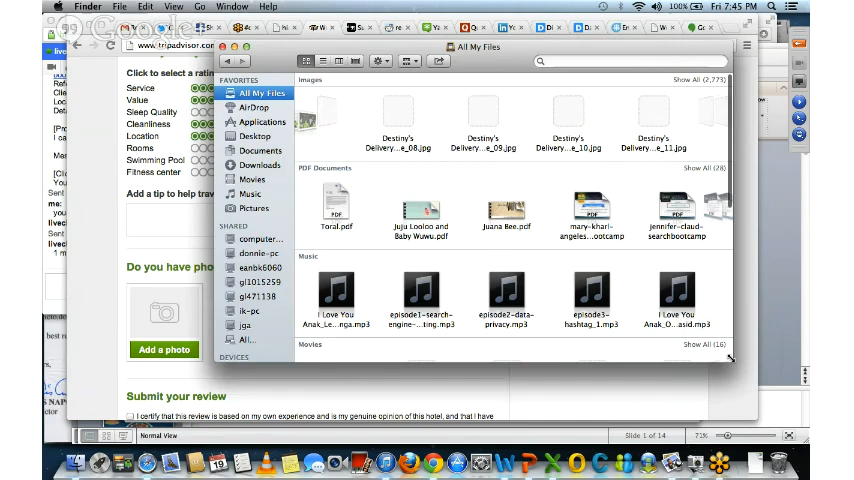 Finder File Edit View Go Window Help
100%
Fri 7:45 PM
Google
www.tripadvisor.com
All My Files
Click to select a rating
Service
Value
Sleep Quality
Cleanliness
Location
Rooms
Swimming Pool
Fitness center
Add a tip to help trav
Do you have pho
Add a photo
Submit your review
I certify that this review is based on my own experience and is my genuine opinion of this hotel, and that I have
FAVORITES
All My Files
AirDrop
Applications
Desktop
Documents
Downloads
Movies
Music
Pictures
SHARED
computer...
donnie-pc
eanbk6060
gl1015259
gl471138
ik-pc
jga
All...
DEVICES
Images
Show All (2,773)
Destiny's Delivery...e_08.jpg
Destiny's Delivery...e_09.jpg
Destiny's Delivery...e_10.jpg
Destiny's Delivery...e_11.jpg
PDF Documents
Show All (28)
PDF
PDF
PDF
Toral.pdf
Juju Looloo and Baby Wuwu.pdf
Juana Bee.pdf
mary-kharl-angeles...ootcamp
jennifer-claud-searchbootcamp
Music
I Love You Anak_Le...nga.mp3
episode1-search-engine-...ting.mp3
episode2-data-privacy.mp3
episode3-hashtag_1.mp3
I Love You Anak_O...asid.mp3
Movies
Show All (16)
Normal View
Slide 1 of 14
71%